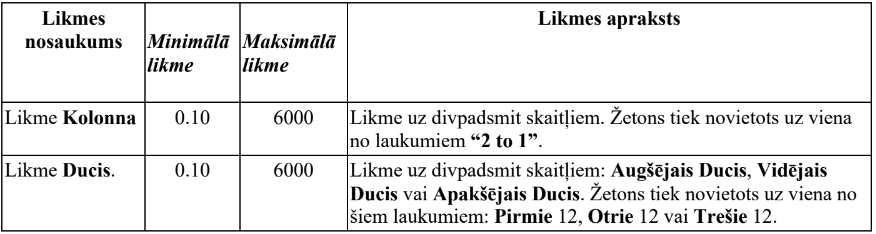 Likmes nosaukums
Minimālā likme
Maksimālā likme
Likmes apraksts
Likme Kolonna
0.10
6000
Likme uz divpadsmit skaitļiem. Žetons tiek novietots uz viena
no laukumiem “2 to 1”.
Likme Ducis.
0.10
6000
Likme uz divpadsmit skaitļiem: Augšējais Ducis, Vidējais
Ducis vai Apakšējais Ducis. Žetons tiek novietots uz viena no
šiem laukumiem: Pirmie 12, Otrie 12 vai Trešie 12.